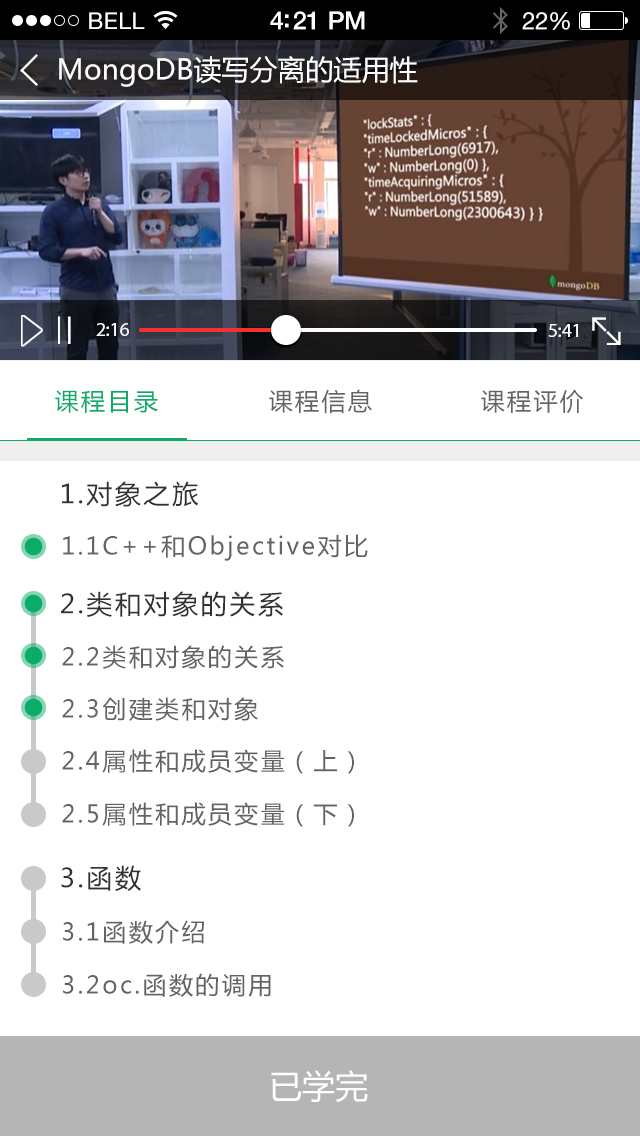 BELL 4:21 PM 22%
MongoDB读写分离的适用性
"lockStats" : {
"timeLockedMicros" : {
"r" : NumberLong(6917),
"w" : NumberLong(0) },
"timeAcquiringMicros" : {
"r" : NumberLong(51589),
"w" : NumberLong(2300643) } }
mongoDB
2:16 5:41
课程目录 课程信息 课程评价
1.对象之旅
1.1C++和Objective对比
2.类和对象的关系
2.2类和对象的关系
2.3创建类和对象
2.4属性和成员变量（上）
2.5属性和成员变量（下）
3.函数
3.1函数介绍
3.2oc.函数的调用
已学完